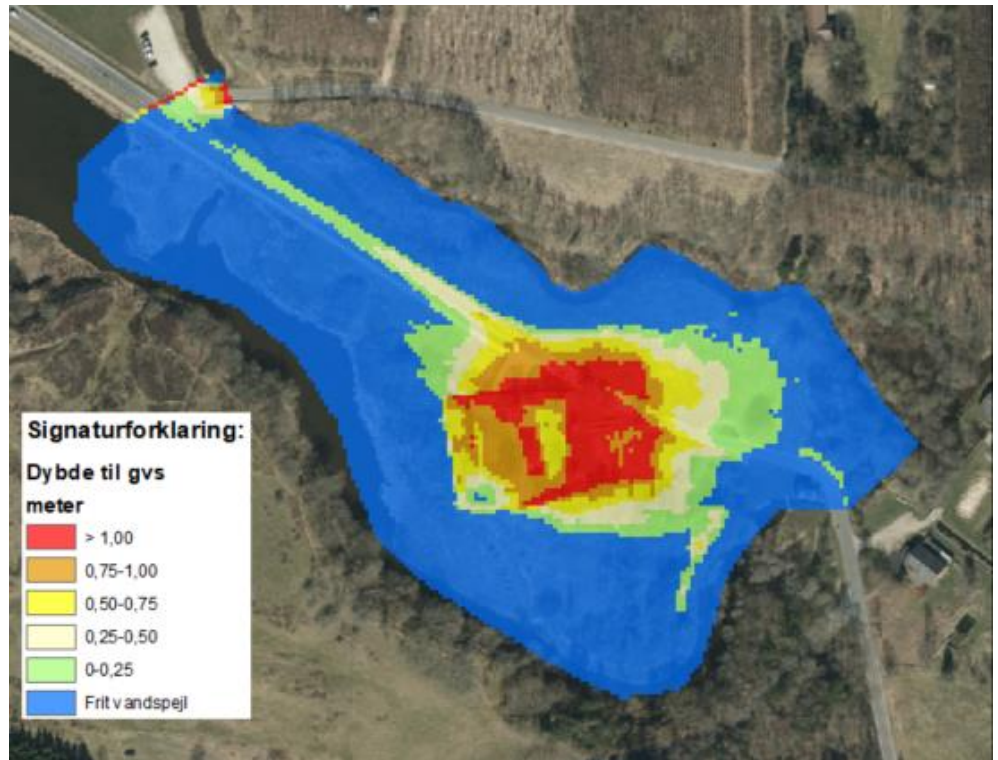 Signaturforklaring:
Dybde til gvs
meter
> 1,00
0,75-1,00
0,50-0,75
0,25-0,50
0-0,25
Frit vandspejl